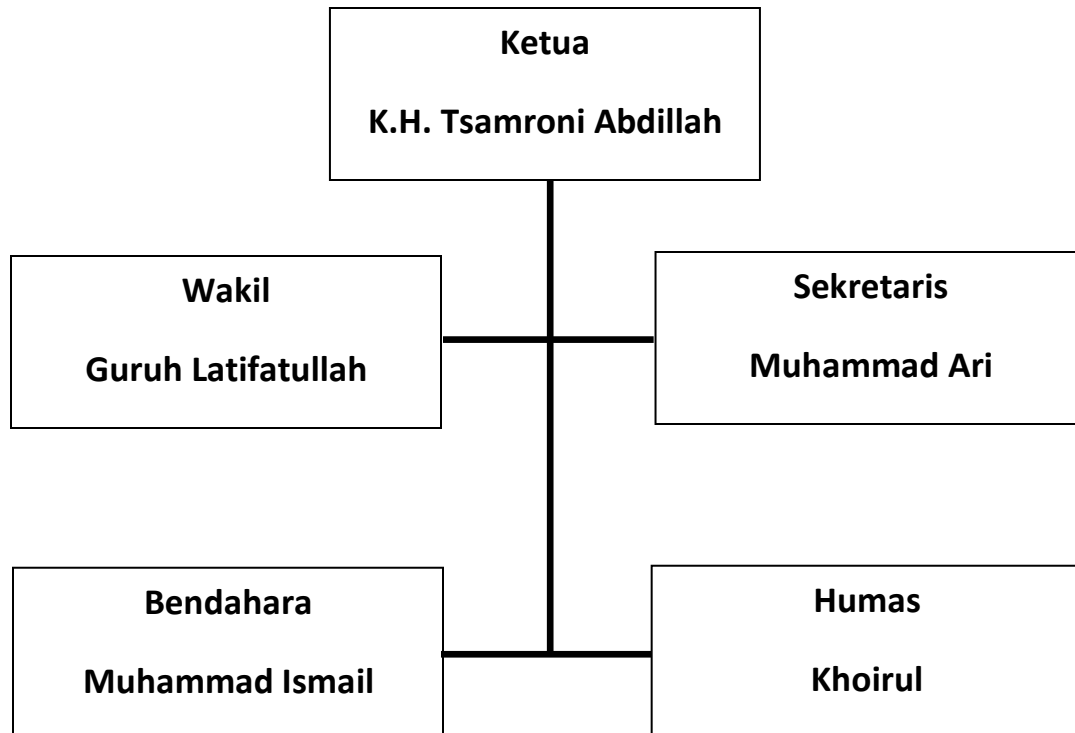 Ketua
K.H. Tsamroni Abdillah
Wakil
Guruh Latifatullah
Sekretaris
Muhammad Ari
Bendahara
Muhammad Ismail
Humas
Khoirul